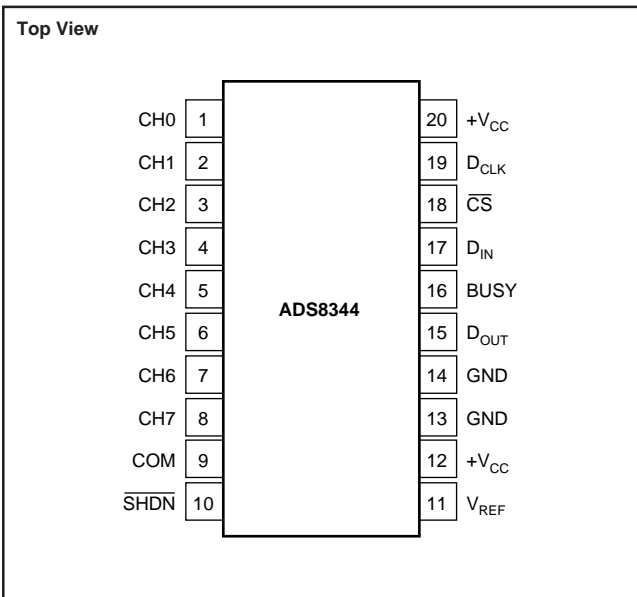 Top View
CH0 1
CH1 2
CH2 3
CH3 4
CH4 5
CH5 6
CH6 7
CH7 8
COM 9
S̅H̅D̅N̅ 10
ADS8344
20 +VCC
19 DCLK
18 C̅S̅
17 DIN
16 BUSY
15 DOUT
14 GND
13 GND
12 +VCC
11 VREF